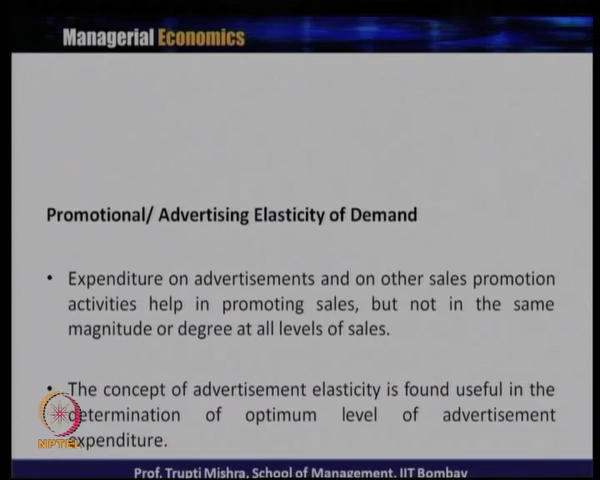 Managerial Economics
Promotional/ Advertising Elasticity of Demand
• Expenditure on advertisements and on other sales promotion
activities help in promoting sales, but not in the same
magnitude or degree at all levels of sales.
• The concept of advertisement elasticity is found useful in the
determination of optimum level of advertisement
expenditure.
NPTEL
Prof. Trupti Mishra, School of Management, IIT Bombay